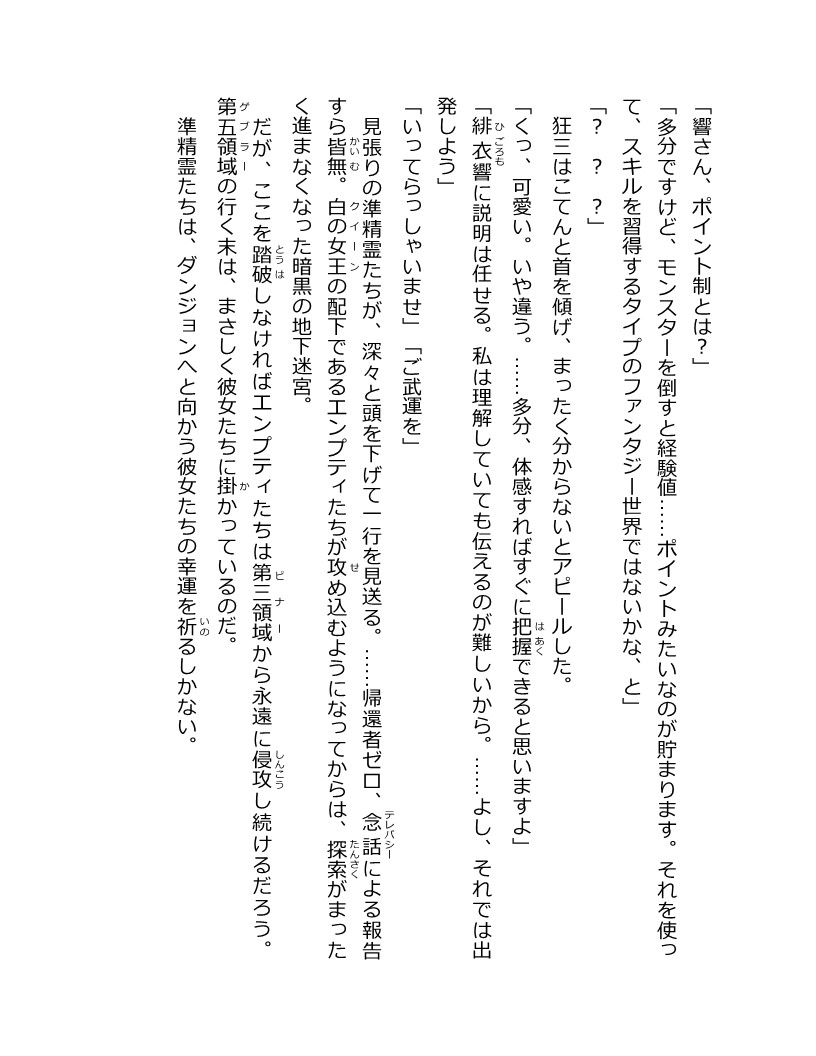 「響さん、ポイント制とは？」
「多分ですけど、モンスターを倒すと経験値……ポイントみたいなのが貯まります。それを使っ
て、スキルを習得するタイプのファンタジー世界ではないかな、と」
「？　？　？」
　狂三はこてんと首を傾げ、まったく分からないとアピールした。
「くっ、可愛い。いや違う。……多分、体感すればすぐに把握できると思いますよ」
「緋衣響に説明は任せる。私は理解していても伝えるのが難しいから。……よし、それでは出
発しよう」
「いってらっしゃいませ」「ご武運を」
　見張りの準精霊たちが、深々と頭を下げて一行を見送る。……帰還者ゼロ、念話による報告
すら皆無。白の女王の配下であるエンプティたちが攻め込むようになってからは、探索がまった
く進まなくなった暗黒の地下迷宮。
　だが、ここを踏破しなければエンプティたちは第三領域から永遠に侵攻し続けるだろう。
第五領域の行く末は、まさしく彼女たちに掛かっているのだ。
　準精霊たちは、ダンジョンへと向かう彼女たちの幸運を祈るしかない。